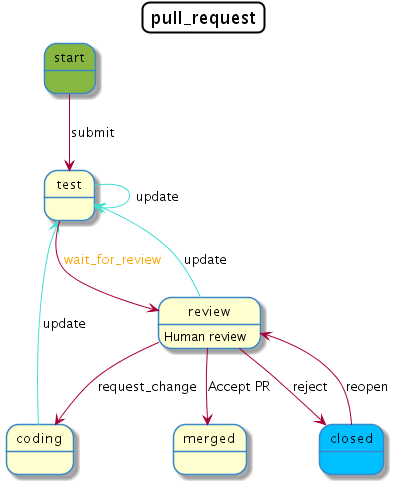 pull_request
start
submit
test
update
wait_for_review
update
review
Human review
update
request_change
Accept PR
reject
reopen
coding
merged
closed